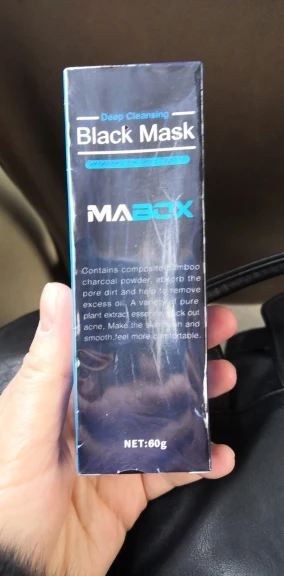 Deep Cleansing
Black Mask
MABOX
Contains composite bamboo
charcoal powder, absorb the
pore dirt and help to remove
excess oil. A variety of pure
plant extract essence, suck out
acne, Make the skin clean and
smooth,feel more comfortable.
NET:60g